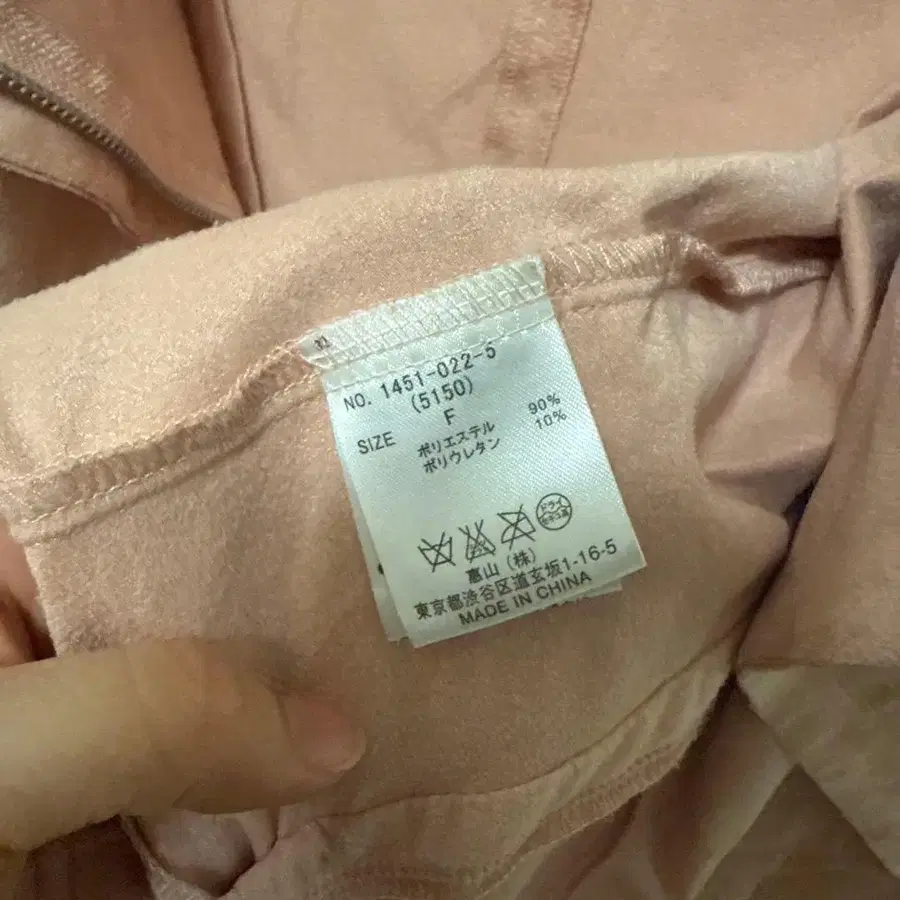 NO. 1451-022-5
(5150)
SIZE F
ポリエステル 90%
ポリウレタン 10%
ドライ
惠山(株)
東京都渋谷区道玄坂1-16-5
MADE IN CHINA